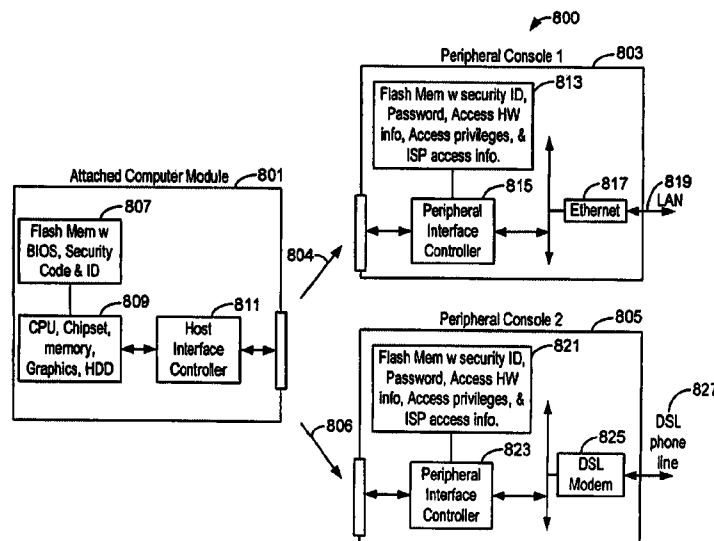 800
Peripheral Console 1
803
Flash Mem w security ID,
Password, Access HW
info, Access privileges, &
ISP access info.
813
Peripheral
Interface
Controller
815
Ethernet
817
819
LAN
Attached Computer Module
801
807
Flash Mem w
BIOS, Security
Code & ID
809
CPU, Chipset,
memory,
Graphics, HDD
811
Host
Interface
Controller
804
806
Peripheral Console 2
805
Flash Mem w security ID,
Password, Access HW
info, Access privileges, &
ISP access info.
821
Peripheral
Interface
Controller
823
825
DSL
Modem
827
DSL
phone
line